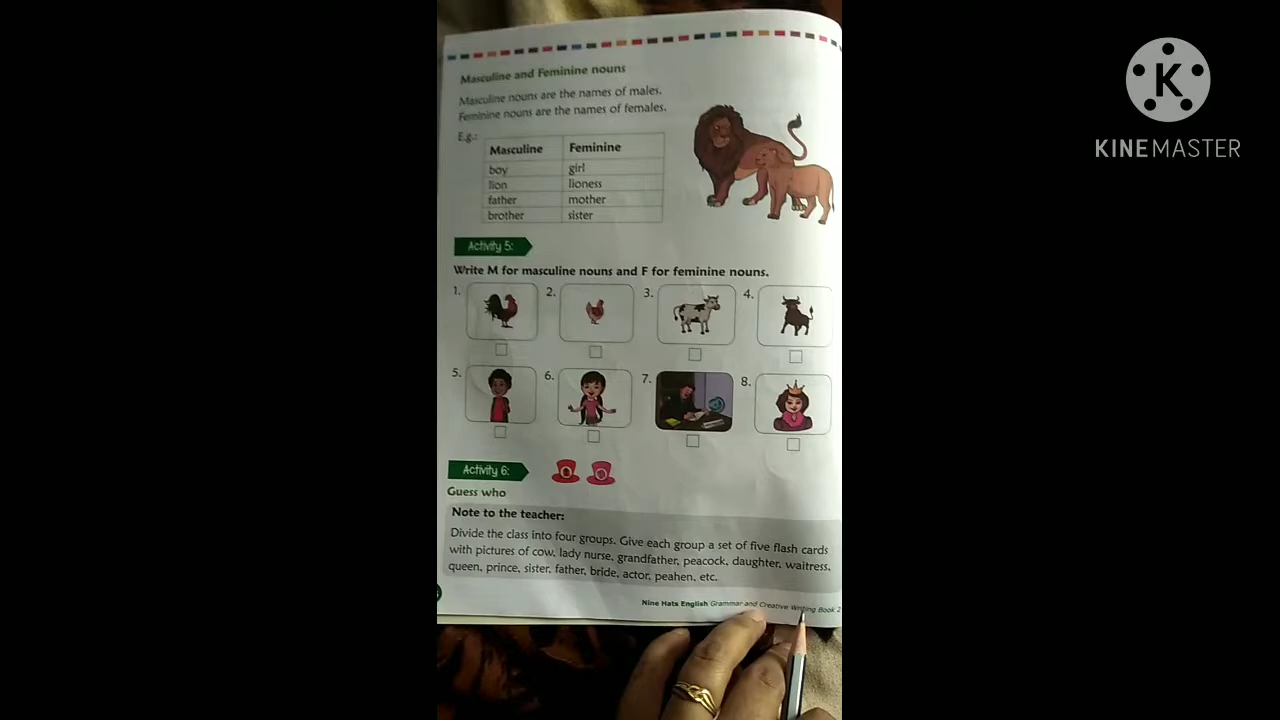 Masculine and Feminine nouns
Masculine nouns are the names of males.
Feminine nouns are the names of females.
E.g.:
Masculine Feminine
boy girl
lion lioness
father mother
brother sister
Activity 5:
Write M for masculine nouns and F for feminine nouns.
1. 2. 3. 4.
5. 6. 7. 8.
Activity 6:
Guess who
Note to the teacher:
Divide the class into four groups. Give each group a set of five flash cards
with pictures of cow, lady nurse, grandfather, peacock, daughter, waitress,
queen, prince, sister, father, bride, actor, peahen, etc.
Nine Hats English Grammar and Creative Writing Book 2
K
KINEMASTER